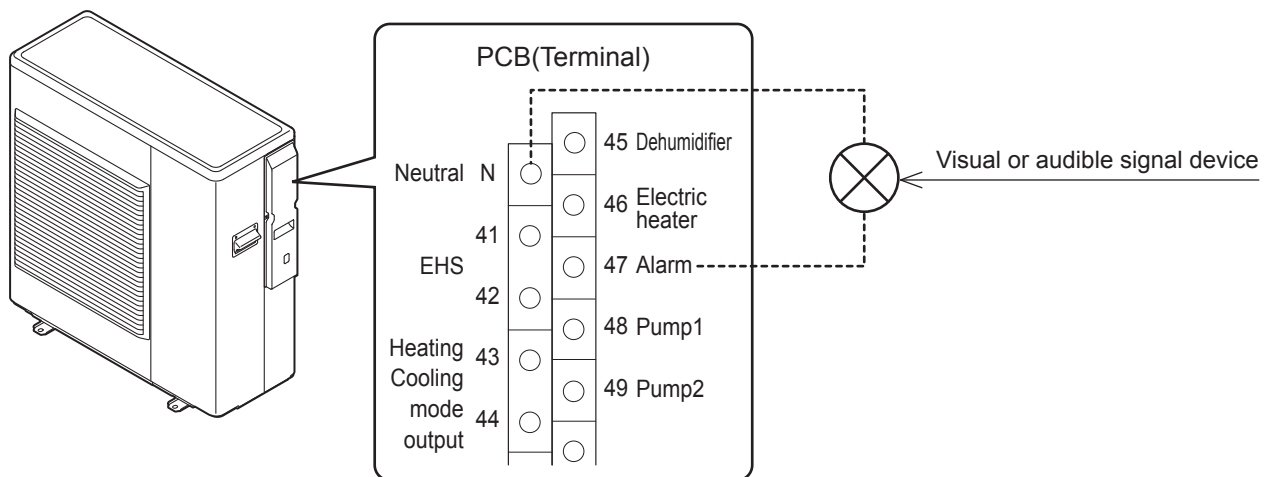 PCB(Terminal)
45 Dehumidifier
Neutral N
46 Electric
heater
41
EHS
47 Alarm
42
48 Pump1
Heating
43
Cooling
49 Pump2
mode
44
output
Visual or audible signal device